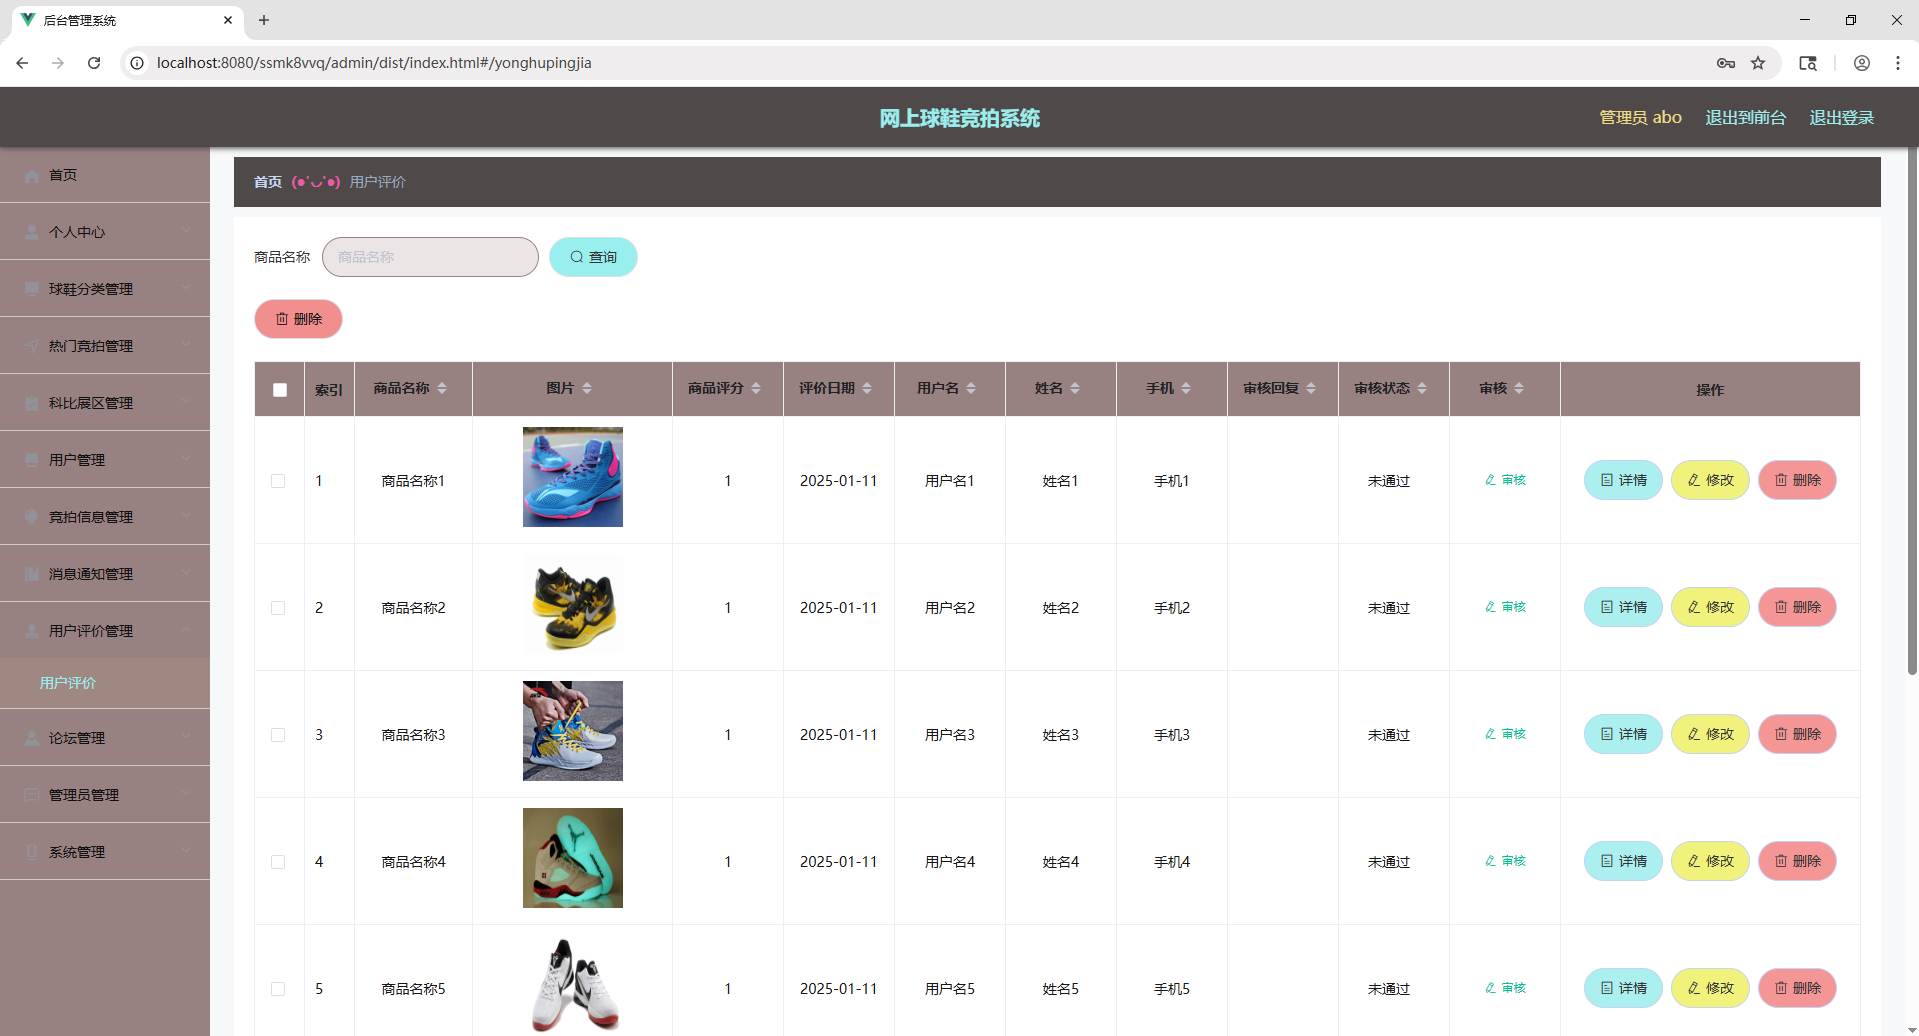 后台管理系统
localhost:8080/ssmk8vvq/admin/dist/index.html#/yonghupingjia
网上球鞋竞拍系统
管理员 abo 退出到前台 退出登录
首页
个人中心
球鞋分类管理
热门竞拍管理
科比展区管理
用户管理
竞拍信息管理
消息通知管理
用户评价管理
用户评价
论坛管理
管理员管理
系统管理
首页 (●'◡'●) 用户评价
商品名称 商品名称 查询
删除
索引 商品名称 图片 商品评分 评价日期 用户名 姓名 手机 审核回复 审核状态 审核 操作
1 商品名称1 1 2025-01-11 用户名1 姓名1 手机1 未通过 审核 详情 修改 删除
2 商品名称2 1 2025-01-11 用户名2 姓名2 手机2 未通过 审核 详情 修改 删除
3 商品名称3 1 2025-01-11 用户名3 姓名3 手机3 未通过 审核 详情 修改 删除
4 商品名称4 1 2025-01-11 用户名4 姓名4 手机4 未通过 审核 详情 修改 删除
5 商品名称5 1 2025-01-11 用户名5 姓名5 手机5 未通过 审核 详情 修改 删除